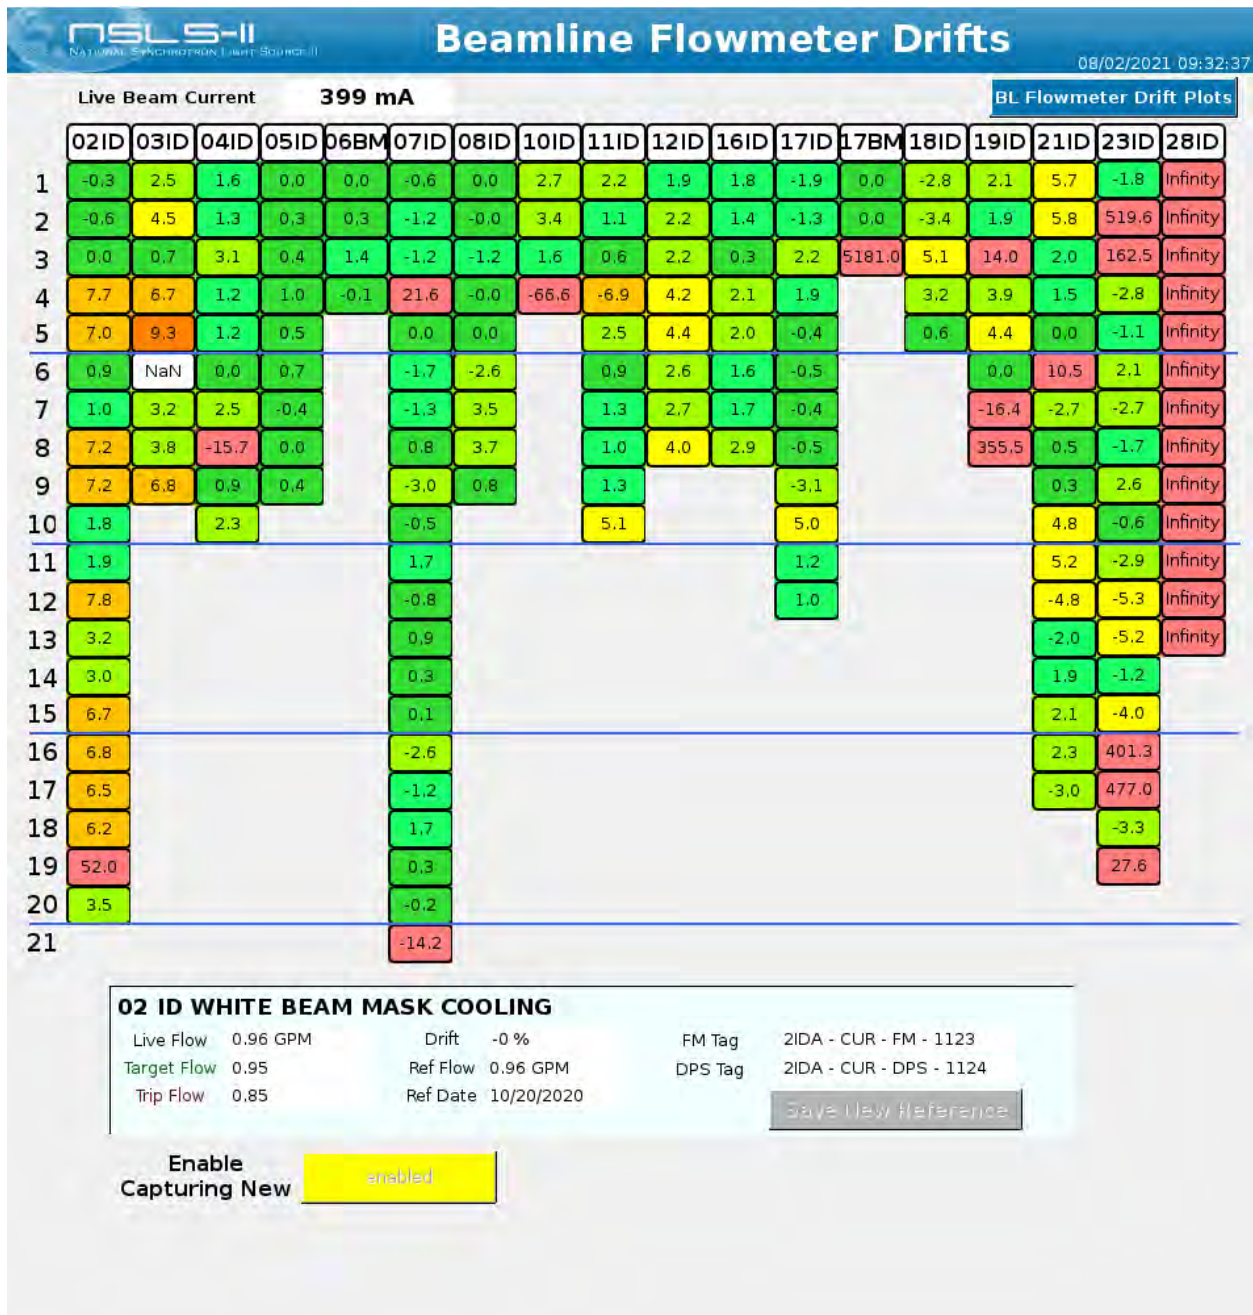 NSLS-II
NATIONAL SYNCHROTRON LIGHT SOURCE II
Beamline Flowmeter Drifts
08/02/2021 09:32:37
Live Beam Current 399 mA BL Flowmeter Drift Plots
02ID 03ID 04ID 05ID 06BM 07ID 08ID 10ID 11ID 12ID 16ID 17ID 17BM 18ID 19ID 21ID 23ID 28ID
1 -0.3 2.5 1.6 0.0 0.0 -0.6 0.0 2.7 2.2 1.9 1.8 -1.9 0.0 -2.8 2.1 5.7 -1.8 Infinity
2 -0.6 4.5 1.3 0.3 0.3 -1.2 -0.0 3.4 1.1 2.2 1.4 -1.3 0.0 -3.4 1.9 5.8 519.6 Infinity
3 0.0 0.7 3.1 0.4 1.4 -1.2 -1.2 1.6 0.6 2.2 0.3 2.2 5181.0 5.1 14.0 2.0 162.5 Infinity
4 7.7 6.7 1.2 1.0 -0.1 21.6 -0.0 -66.6 -6.9 4.2 2.1 1.9 3.2 3.9 1.5 -2.8 Infinity
5 7.0 9.3 1.2 0.5 0.0 0.0 2.5 4.4 2.0 -0.4 0.6 4.4 0.0 -1.1 Infinity
6 0.9 NaN 0.0 0.7 -1.7 -2.6 0.9 2.6 1.6 -0.5 0.0 10.5 2.1 Infinity
7 1.0 3.2 2.5 -0.4 -1.3 3.5 1.3 2.7 1.7 -0.4 -16.4 -2.7 -2.7 Infinity
8 7.2 3.8 -15.7 0.0 0.8 3.7 1.0 4.0 2.9 -0.5 355.5 0.5 -1.7 Infinity
9 7.2 6.8 0.9 0.4 -3.0 0.8 1.3 -3.1 0.3 2.6 Infinity
10 1.8 2.3 -0.5 5.1 5.0 4.8 -0.6 Infinity
11 1.9 1.7 1.2 5.2 -2.9 Infinity
12 7.8 -0.8 1.0 -4.8 -5.3 Infinity
13 3.2 0.9 -2.0 -5.2 Infinity
14 3.0 0.3 1.9 -1.2
15 6.7 0.1 2.1 -4.0
16 6.8 -2.6 2.3 401.3
17 6.5 -1.2 -3.0 477.0
18 6.2 1.7 -3.3
19 52.0 0.3 27.6
20 3.5 -0.2
21 -14.2
02 ID WHITE BEAM MASK COOLING
Live Flow 0.96 GPM Drift -0 % FM Tag 2IDA - CUR - FM - 1123
Target Flow 0.95 Ref Flow 0.96 GPM DPS Tag 2IDA - CUR - DPS - 1124
Trip Flow 0.85 Ref Date 10/20/2020 Save New Reference
Enable
Capturing New enabled